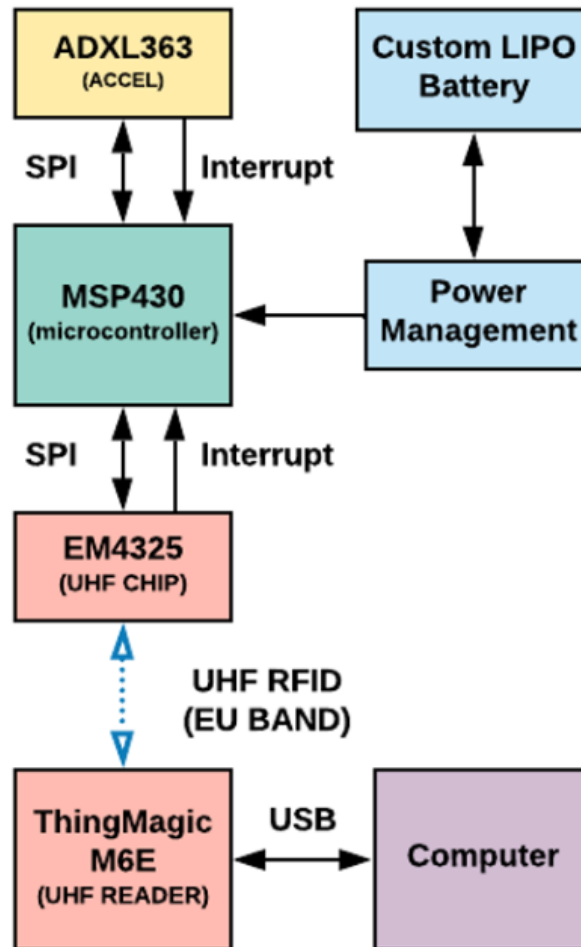 ADXL363
(ACCEL)
Custom LIPO
Battery
SPI
Interrupt
MSP430
(microcontroller)
Power
Management
SPI
Interrupt
EM4325
(UHF CHIP)
UHF RFID
(EU BAND)
ThingMagic
M6E
(UHF READER)
USB
Computer